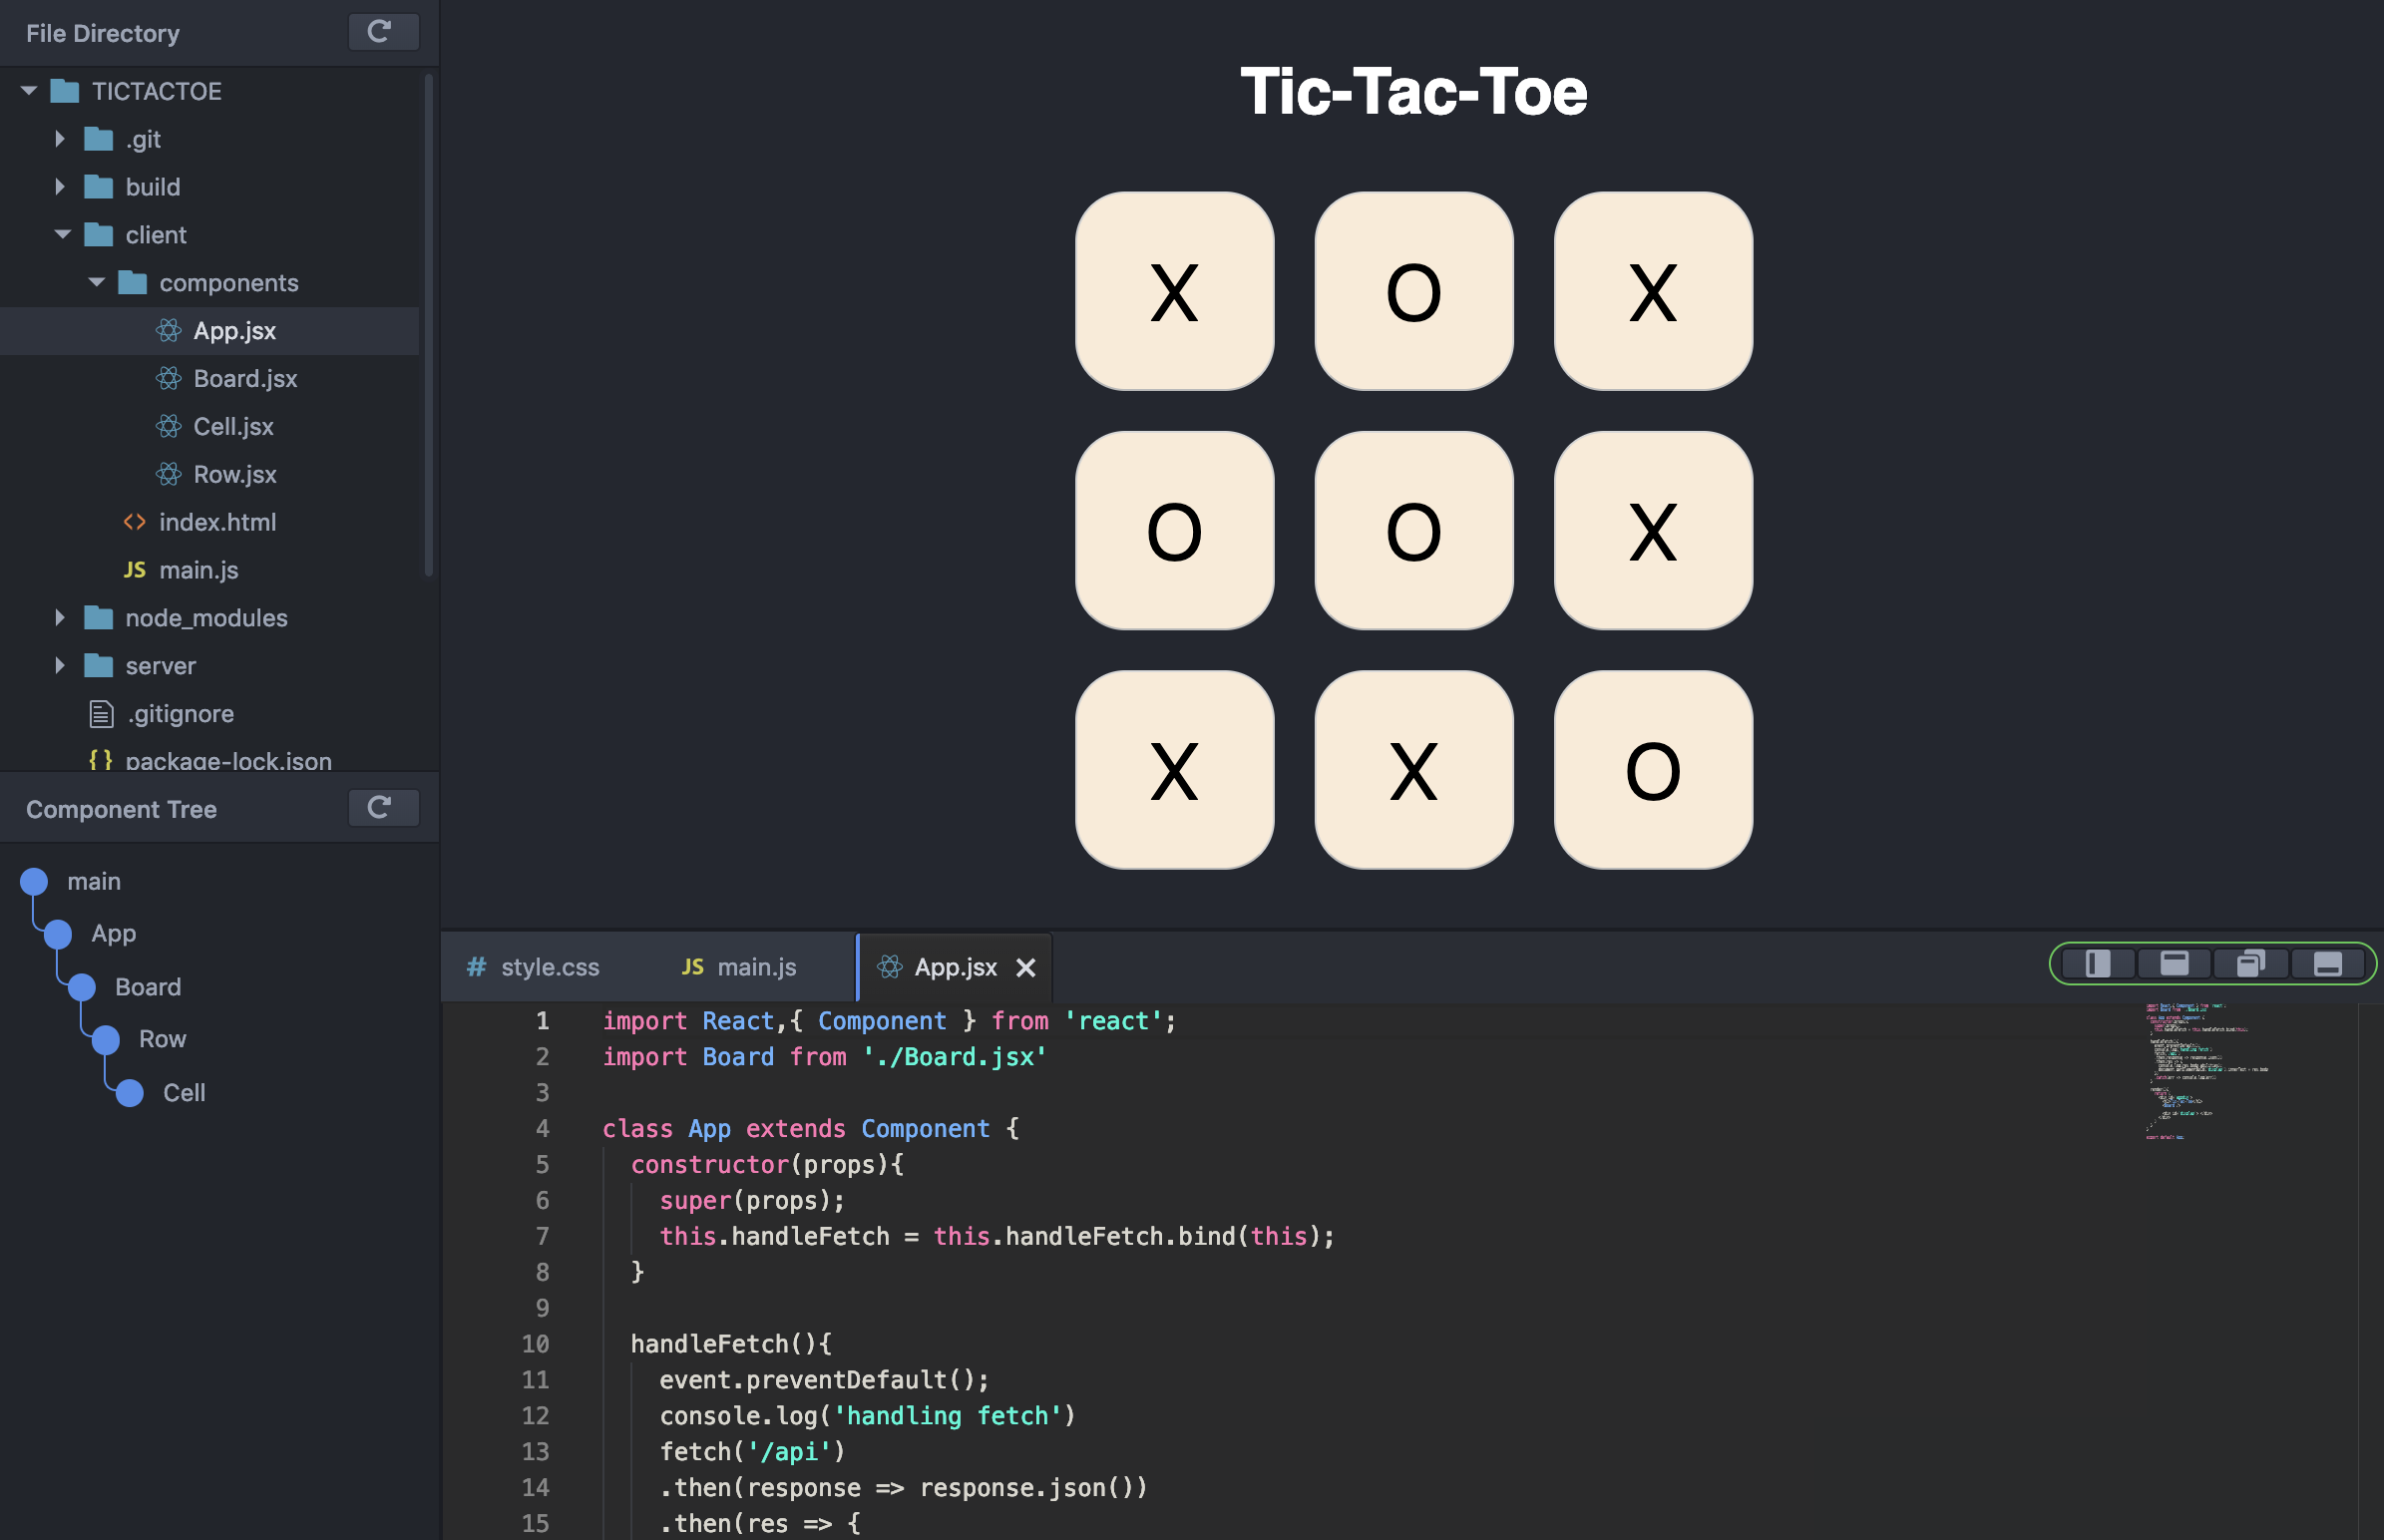 File Directory
TICTACTOE
.git
build
client
components
App.jsx
Board.jsx
Cell.jsx
Row.jsx
index.html
JS main.js
node_modules
server
.gitignore
{} package-lock.json
Component Tree
main
App
Board
Row
Cell
Tic-Tac-Toe
X O X
O O X
X X O
# style.css JS main.js App.jsx
1 import React,{ Component } from 'react';
2 import Board from './Board.jsx'
3
4 class App extends Component {
5 constructor(props){
6 super(props);
7 this.handleFetch = this.handleFetch.bind(this);
8 }
9
10 handleFetch(){
11 event.preventDefault();
12 console.log('handling fetch')
13 fetch('/api')
14 .then(response => response.json())
15 .then(res => {